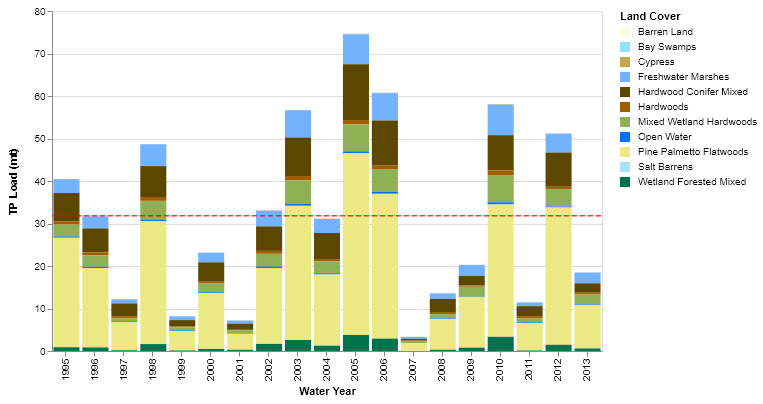 80
70
60
50
40
30
20
10
0
TP Load (mt)
1995 1996 1997 1998 1999 2000 2001 2002 2003 2004 2005 2006 2007 2008 2009 2010 2011 2012 2013
Water Year
Land Cover
Barren Land
Bay Swamps
Cypress
Freshwater Marshes
Hardwood Conifer Mixed
Hardwoods
Mixed Wetland Hardwoods
Open Water
Pine Palmetto Flatwoods
Salt Barrens
Wetland Forested Mixed